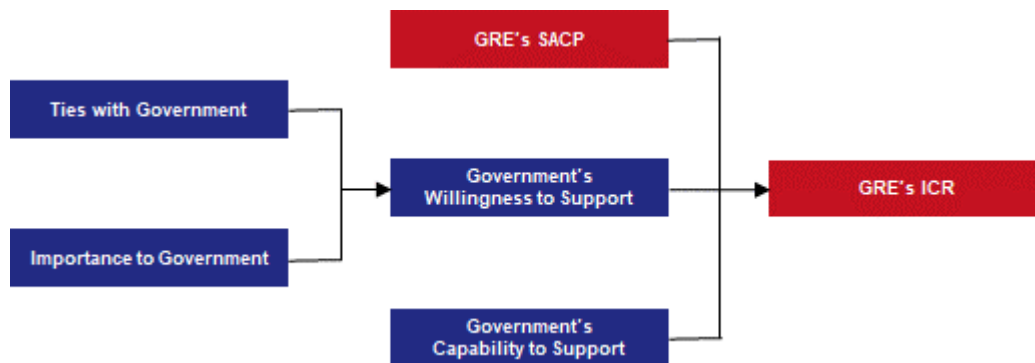 GRE's SACP
Ties with Government
Government's
Willingness to Support
GRE's ICR
Importance to Government
Government's
Capability to Support